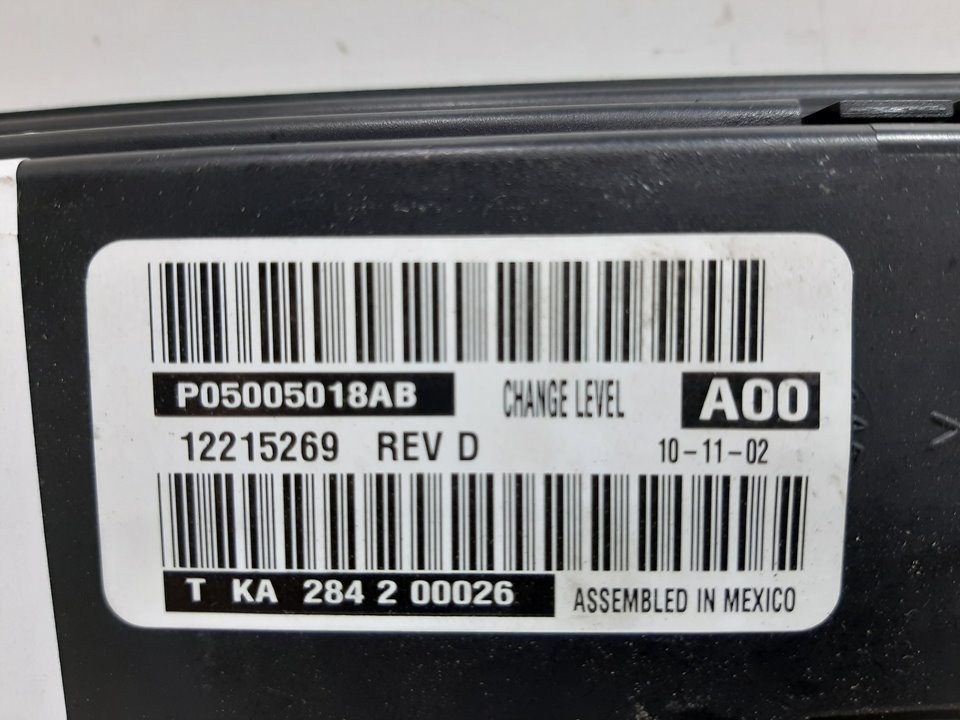 P05005018AB CHANGE LEVEL A00
12215269 REV D 10-11-02
T KA 284 2 00026 ASSEMBLED IN MEXICO